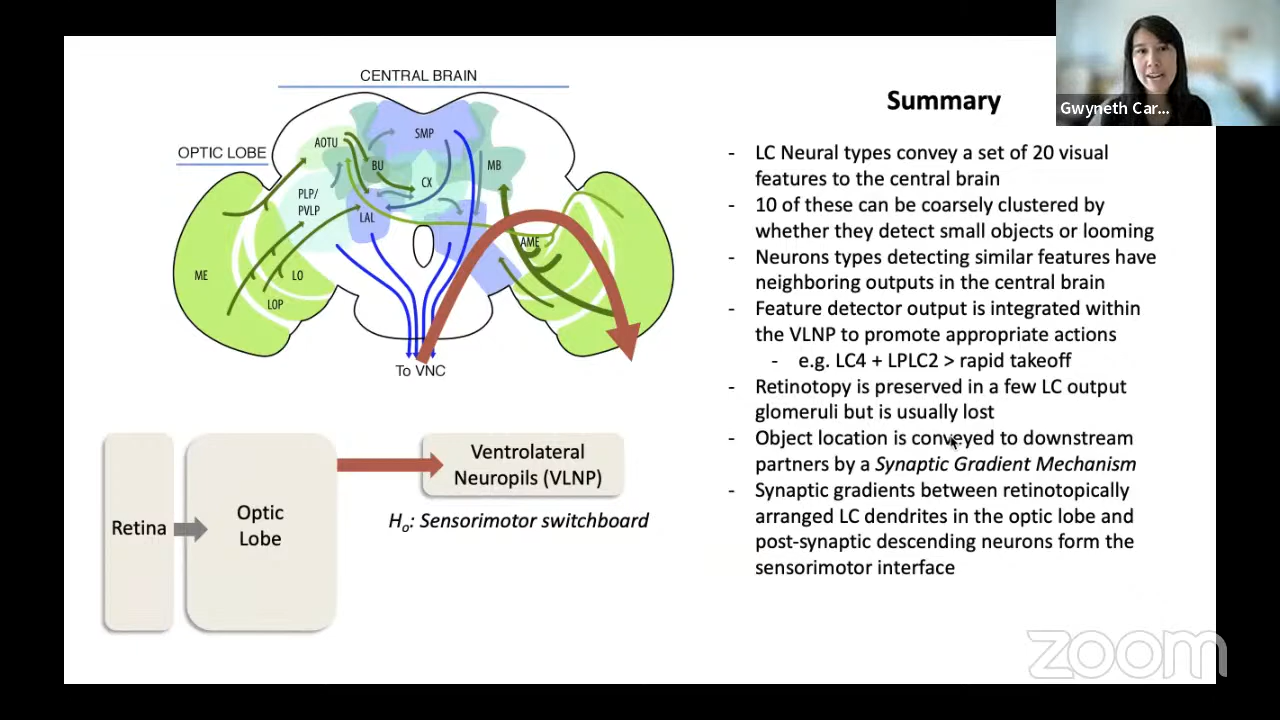 CENTRAL BRAIN
OPTIC LOBE
AOTU
SMP
BU
MB
CX
PLP/
PVLP
LAL
AME
ME
LO
LOP
To VNC
Retina
Optic
Lobe
Ventrolateral
Neuropils (VLNP)
Ho: Sensorimotor switchboard
Summary
- LC Neural types convey a set of 20 visual
features to the central brain
- 10 of these can be coarsely clustered by
whether they detect small objects or looming
- Neurons types detecting similar features have
neighboring outputs in the central brain
- Feature detector output is integrated within
the VLNP to promote appropriate actions
- e.g. LC4 + LPLC2 > rapid takeoff
- Retinotopy is preserved in a few LC output
glomeruli but is usually lost
- Object location is conveyed to downstream
partners by a Synaptic Gradient Mechanism
- Synaptic gradients between retinotopically
arranged LC dendrites in the optic lobe and
post-synaptic descending neurons form the
sensorimotor interface
Gwyneth Car...
zoom